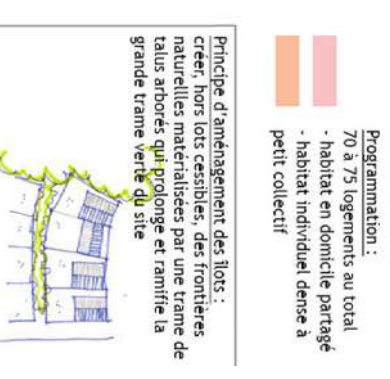 Programmation :
70 à 75 logements au total
- habitat en domicile partagé
- habitat individuel dense à
petit collectif
Principe d'aménagement des îlots :
créer, hors lots cessibles, des frontières
naturellles matérialisées par une trame de
talus arborés qui prolonge et ramifie la
grande trame verte du site